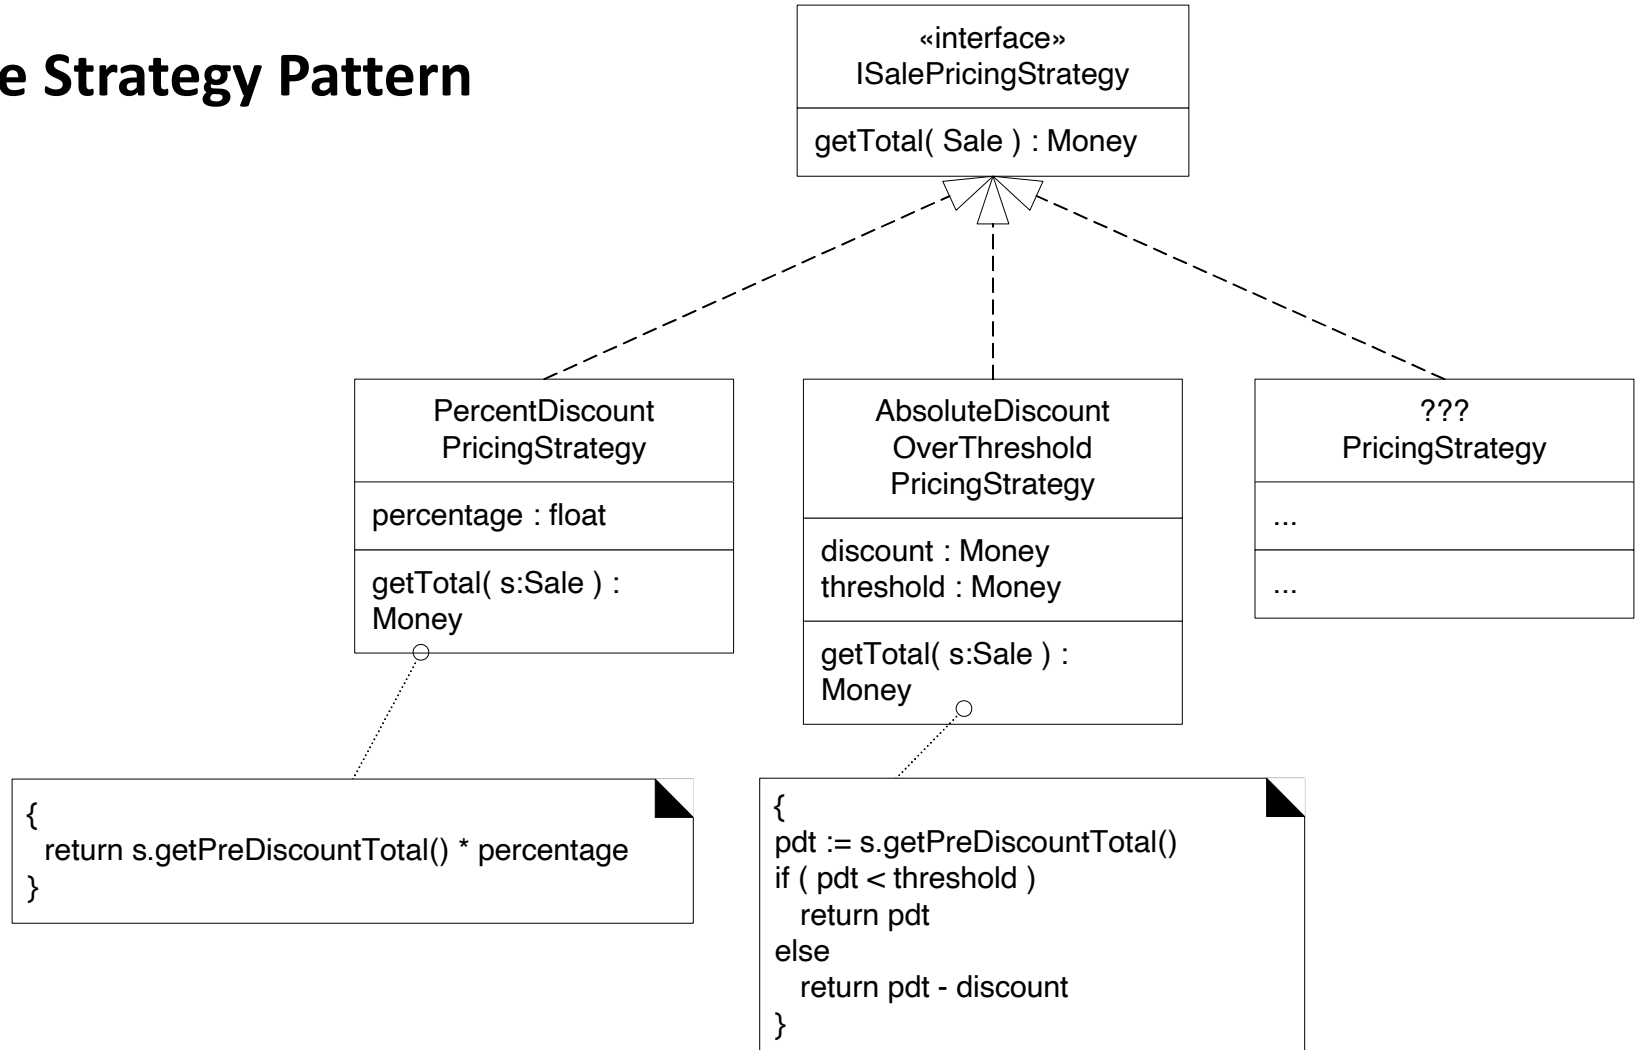 e Strategy Pattern
«interface»
ISalePricingStrategy
getTotal( Sale ) : Money
PercentDiscount
PricingStrategy
percentage : float
getTotal( s:Sale ) :
Money
AbsoluteDiscount
OverThreshold
PricingStrategy
discount : Money
threshold : Money
getTotal( s:Sale ) :
Money
???
PricingStrategy
...
...
{
return s.getPreDiscountTotal() * percentage
}
{
pdt := s.getPreDiscountTotal()
if ( pdt < threshold )
return pdt
else
return pdt - discount
}